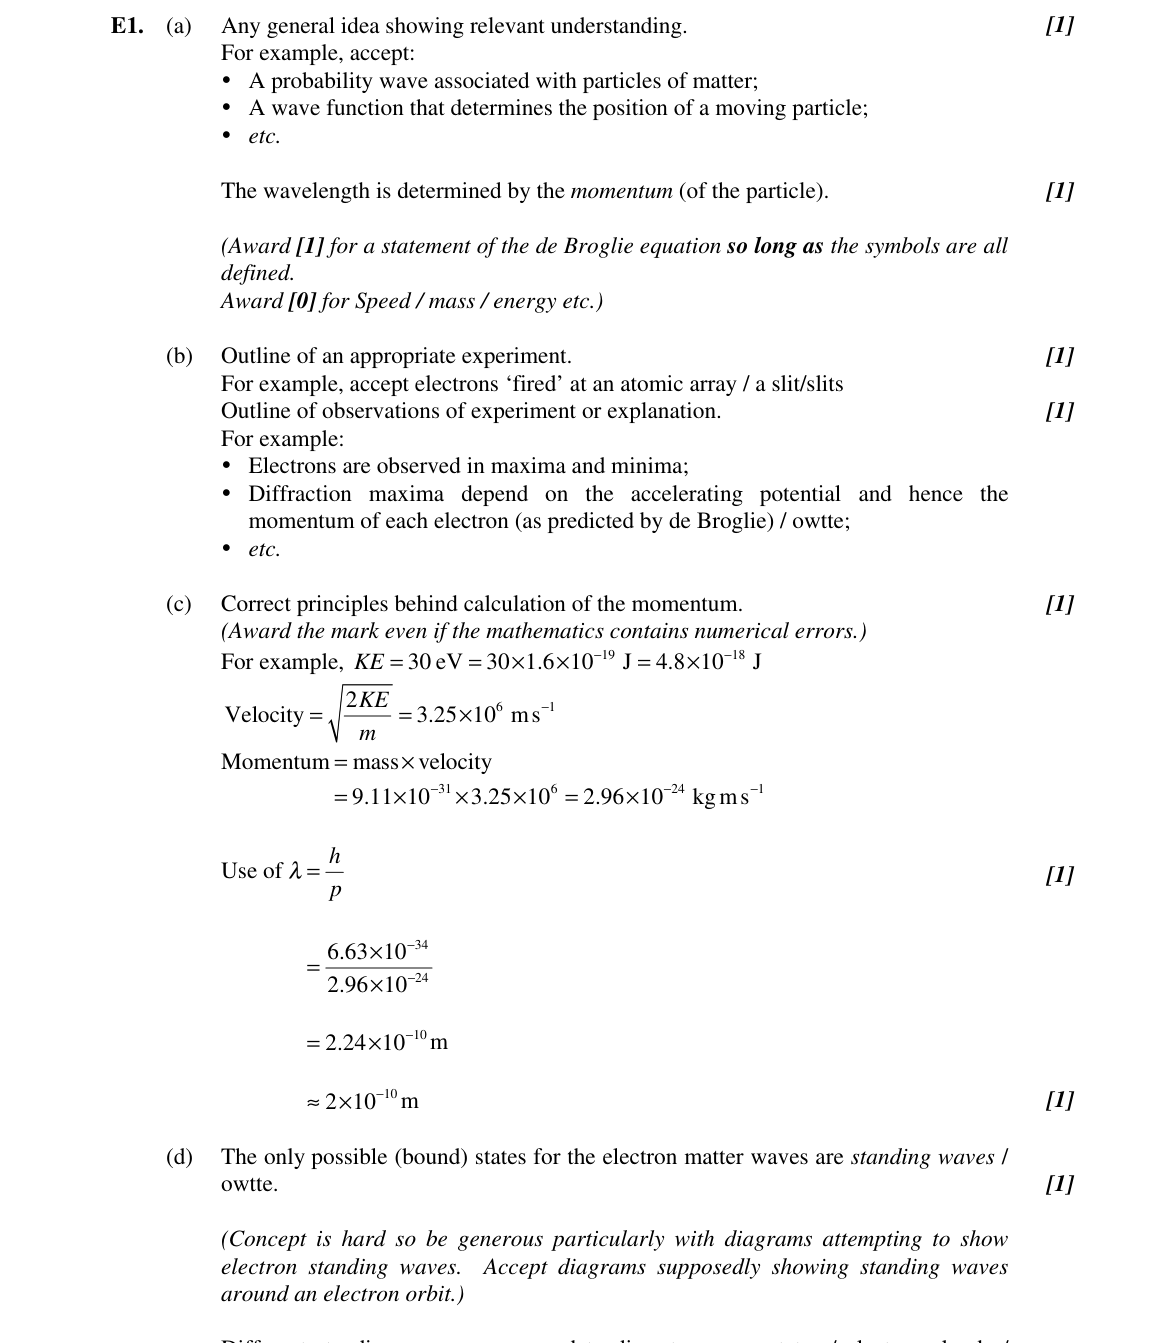 E1. (a) Any general idea showing relevant understanding. [1]
For example, accept:
• A probability wave associated with particles of matter;
• A wave function that determines the position of a moving particle;
• etc.
The wavelength is determined by the momentum (of the particle). [1]
(Award [1] for a statement of the de Broglie equation so long as the symbols are all
defined.
Award [0] for Speed / mass / energy etc.)
(b) Outline of an appropriate experiment. [1]
For example, accept electrons ‘fired’ at an atomic array / a slit/slits
Outline of observations of experiment or explanation. [1]
For example:
• Electrons are observed in maxima and minima;
• Diffraction maxima depend on the accelerating potential and hence the
momentum of each electron (as predicted by de Broglie) / owtte;
• etc.
(c) Correct principles behind calculation of the momentum. [1]
(Award the mark even if the mathematics contains numerical errors.)
For example, KE = 30 eV = 30×1.6×10⁻¹⁹ J = 4.8×10⁻¹⁸ J
Velocity = √(2KE/m) = 3.25×10⁶ ms⁻¹
Momentum = mass × velocity
= 9.11×10⁻³¹ ×3.25×10⁶ = 2.96×10⁻²⁴ kgms⁻¹
Use of λ = h/p [1]
= 6.63×10⁻³⁴ / 2.96×10⁻²⁴
= 2.24×10⁻¹⁰ m
≈ 2×10⁻¹⁰ m [1]
(d) The only possible (bound) states for the electron matter waves are standing waves /
owtte. [1]
(Concept is hard so be generous particularly with diagrams attempting to show
electron standing waves. Accept diagrams supposedly showing standing waves
around an electron orbit.)